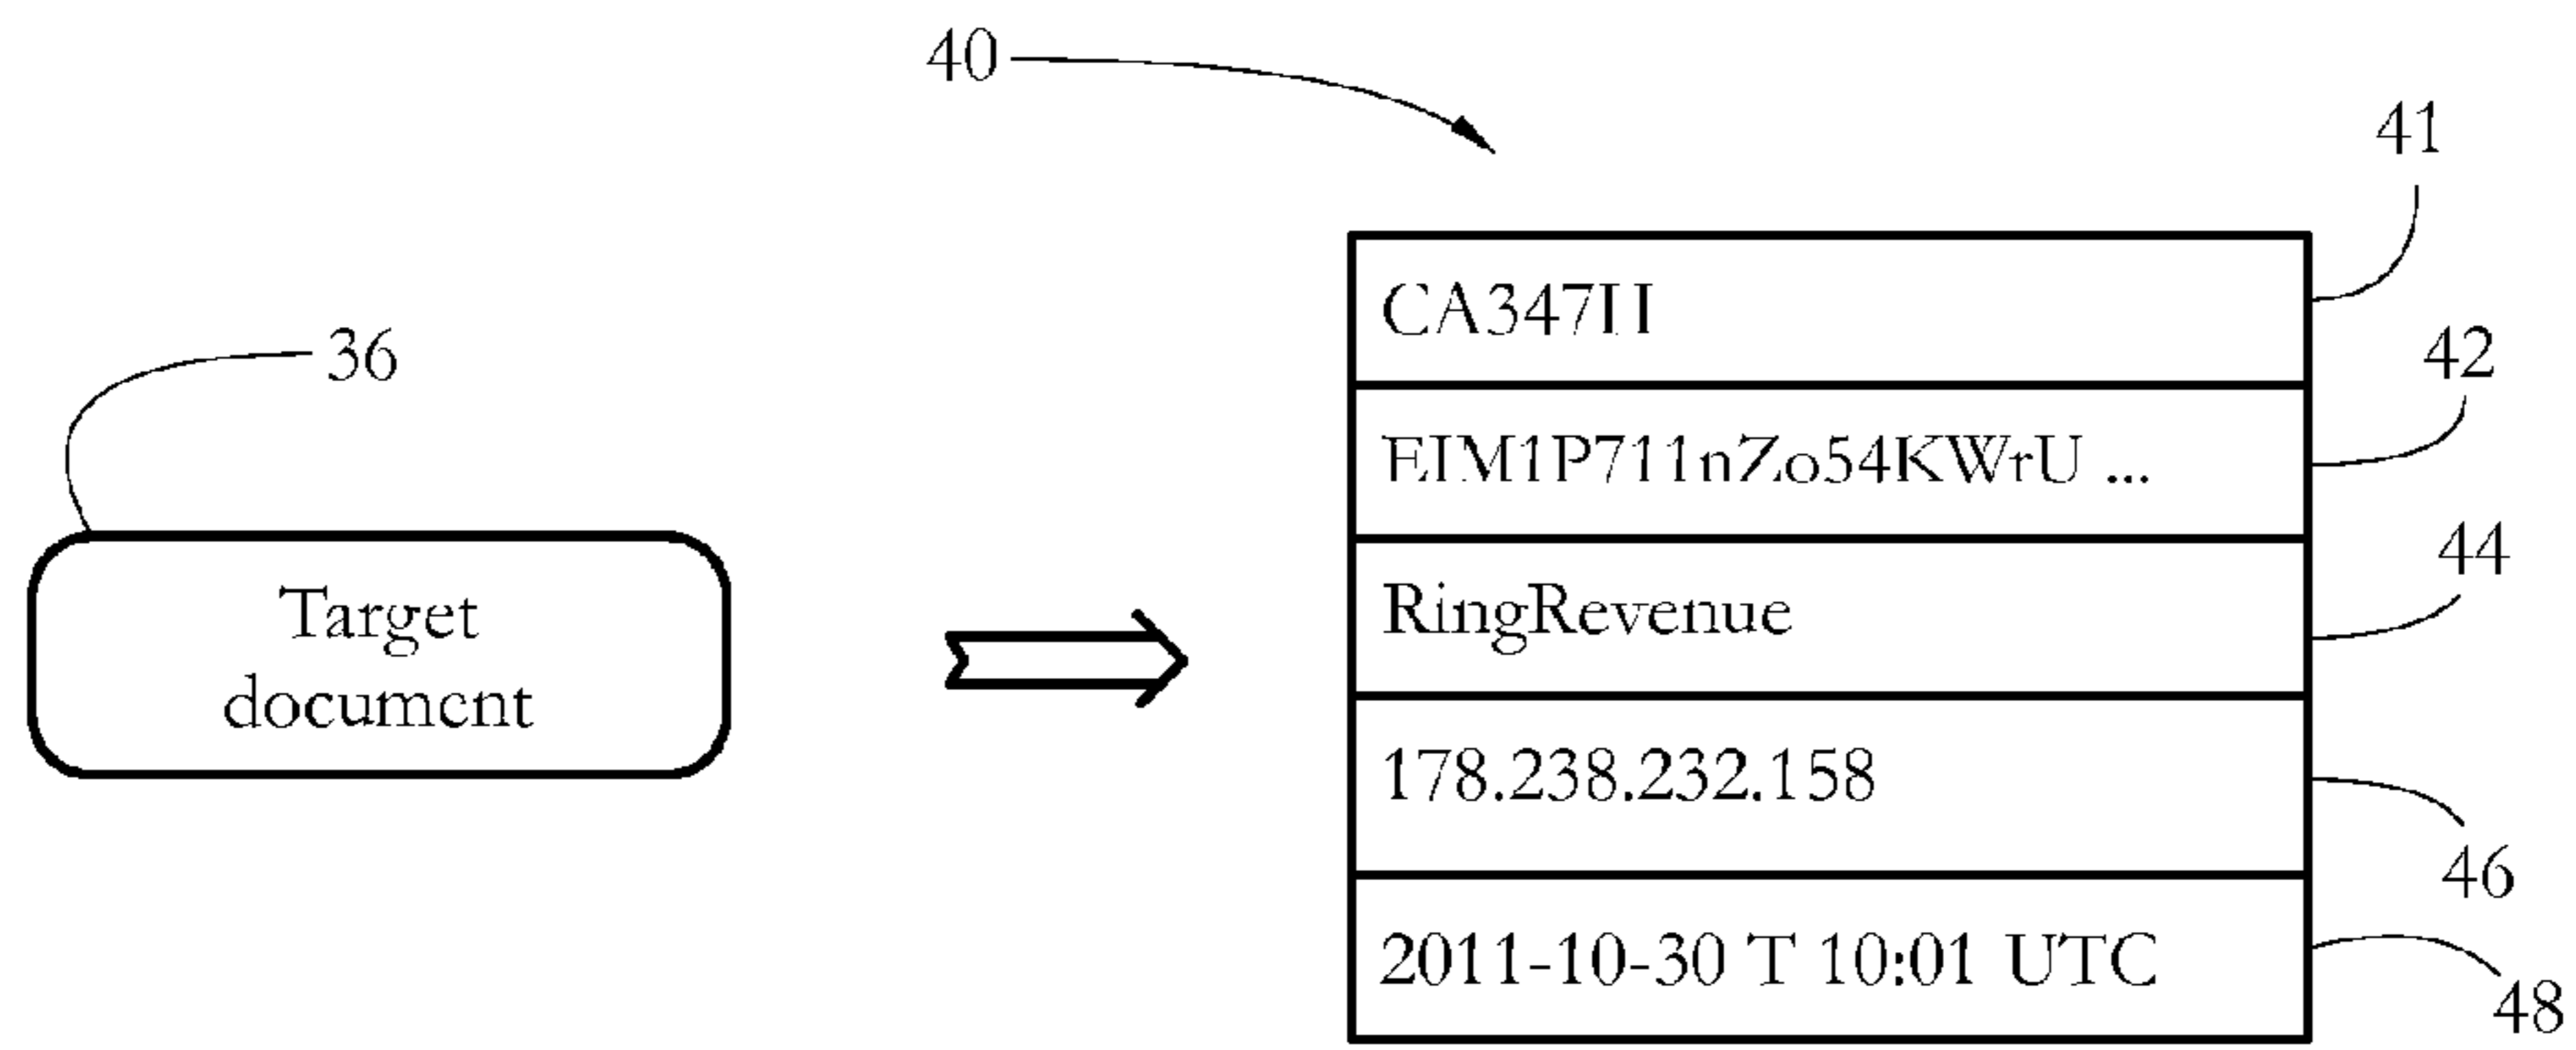 40
41
CA347H
36
42
EIM1P711nZo54KWrU ...
44
RingRevenue
Target
document
178.238.232.158
46
2011-10-30 T 10:01 UTC
48